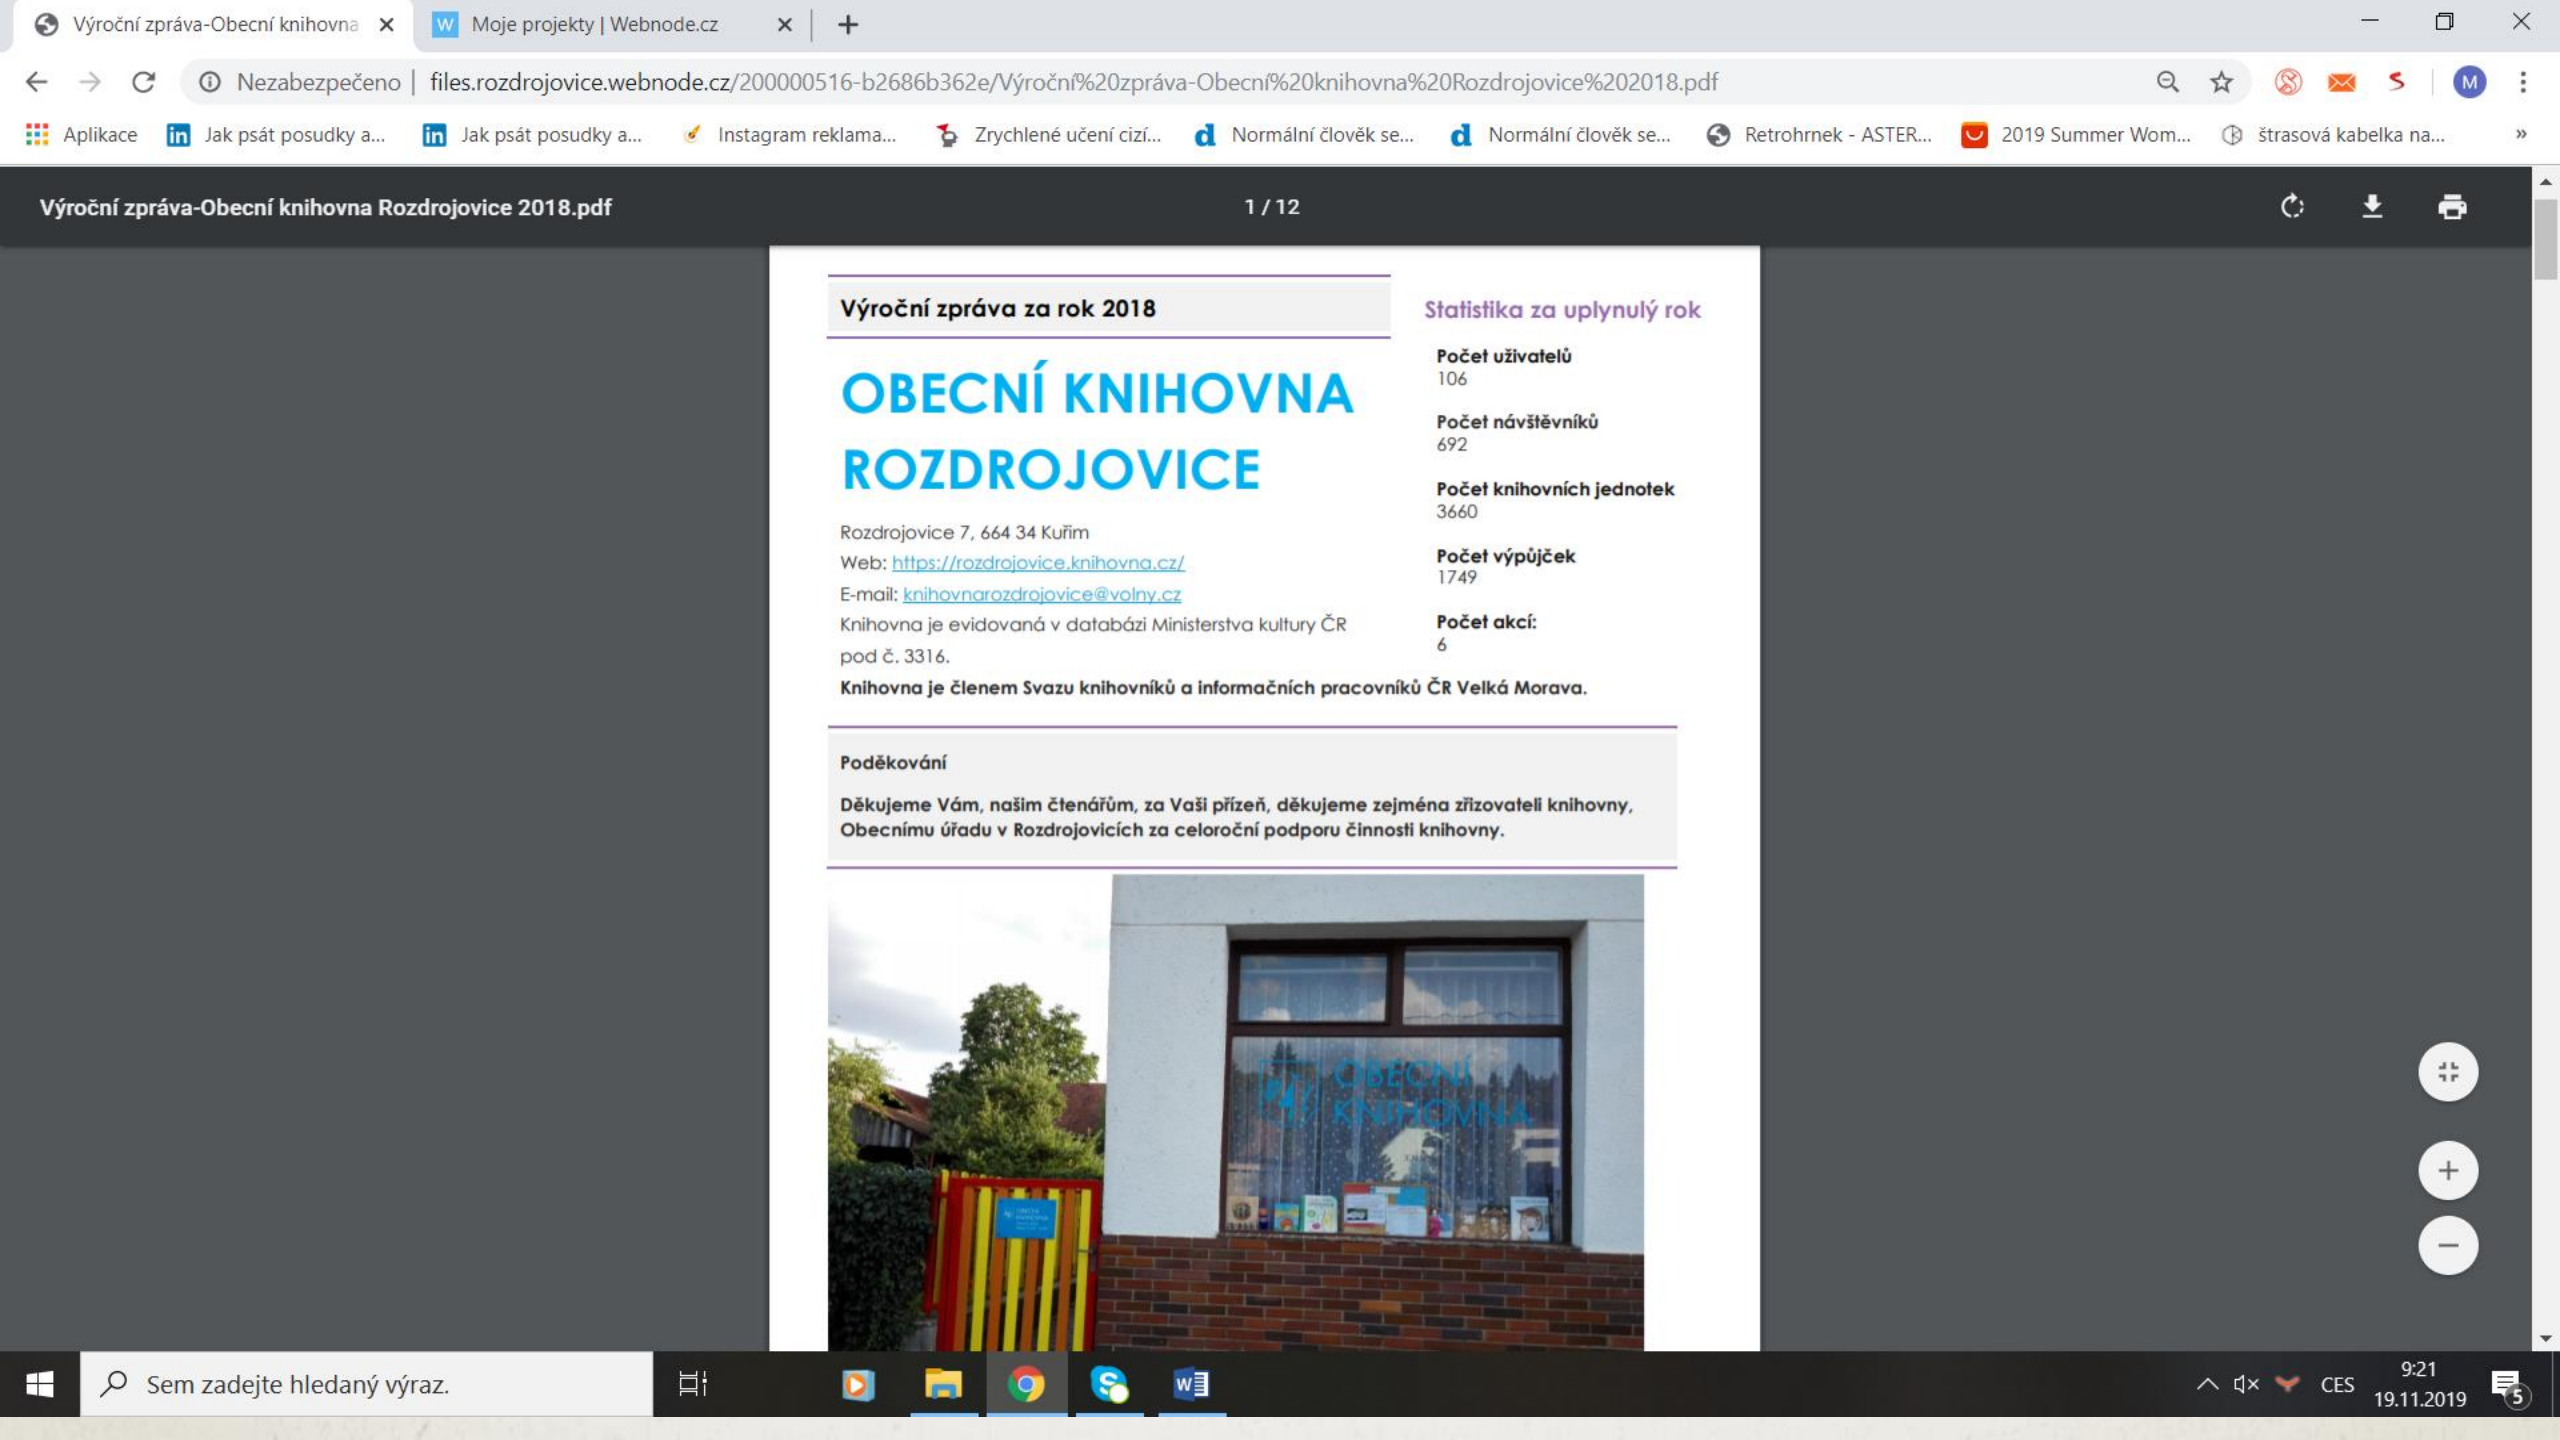 Výroční zpráva-Obecní knihovna
Moje projekty | Webnode.cz
Nezabezpečeno | files.rozdrojovice.webnode.cz/200000516-b2686b362e/Výroční%20zpráva-Obecní%20knihovna%20Rozdrojovice%202018.pdf
M
Aplikace
Jak psát posudky a...
Jak psát posudky a...
Instagram reklama...
Zrychlené učení cizí...
Normální člověk se...
Normální člověk se...
Retrohrnek - ASTER...
2019 Summer Wom...
štrasová kabelka na...
»
Výroční zpráva-Obecní knihovna Rozdrojovice 2018.pdf
1 / 12
Výroční zpráva za rok 2018
OBECNÍ KNIHOVNA
ROZDROJOVICE
Rozdrojovice 7, 664 34 Kuřim
Web: https://rozdrojovice.knihovna.cz/
E-mail: knihovnarozdrojovice@volny.cz
Knihovna je evidovaná v databázi Ministerstva kultury ČR
pod č. 3316.
Knihovna je členem Svazu knihovníků a informačních pracovníků ČR Velká Morava.
Statistika za uplynulý rok
Počet uživatelů
106
Počet návštěvníků
692
Počet knihovních jednotek
3660
Počet výpůjček
1749
Počet akcí:
6
Poděkování
Děkujeme Vám, našim čtenářům, za Vaši přízeň, děkujeme zejména zřizovateli knihovny,
Obecnímu úřadu v Rozdrojovicích za celoroční podporu činnosti knihovny.
OBECNÍ
KNIHOVNA
Sem zadejte hledaný výraz.
CES
9:21
19.11.2019
5